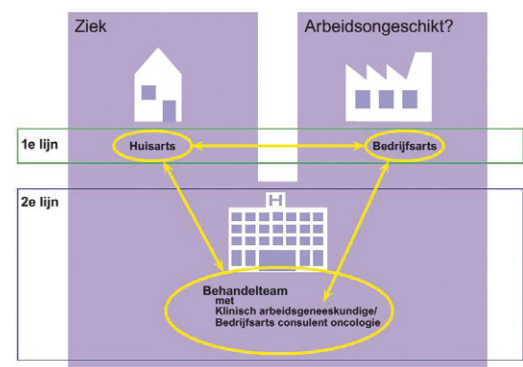 Ziek
Arbeidsongeschikt?
1e lijn
Huisarts
Bedrijfsarts
2e lijn
H
Behandelteam
met
Klinisch arbeidsgeneeskundige/
Bedrijfsarts consulent oncologie